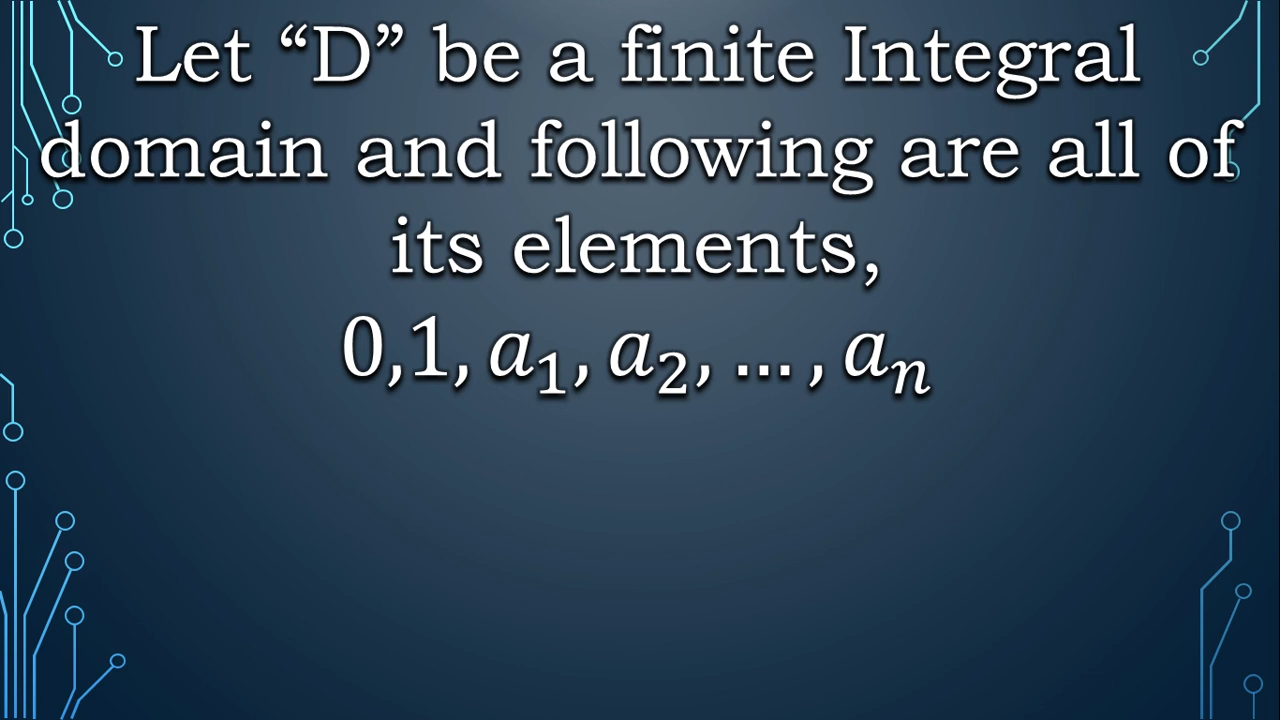 Let “D” be a finite Integral
domain and following are all of
its elements,
0,1, a₁, a₂, … , aₙ